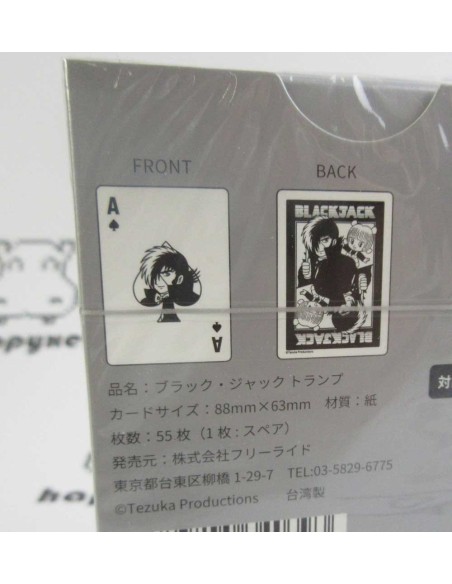 FRONT
BACK
A
A
BLACKJACK
BLACKJACK
©Tezuka Productions
品名：ブラック・ジャック トランプ
カードサイズ：88mm×63mm 材質：紙
枚数：55枚（1枚：スペア）
発売元：株式会社フリーライド
東京都台東区柳橋 1-29-7 TEL:03-5829-6775
©Tezuka Productions 台湾製
対